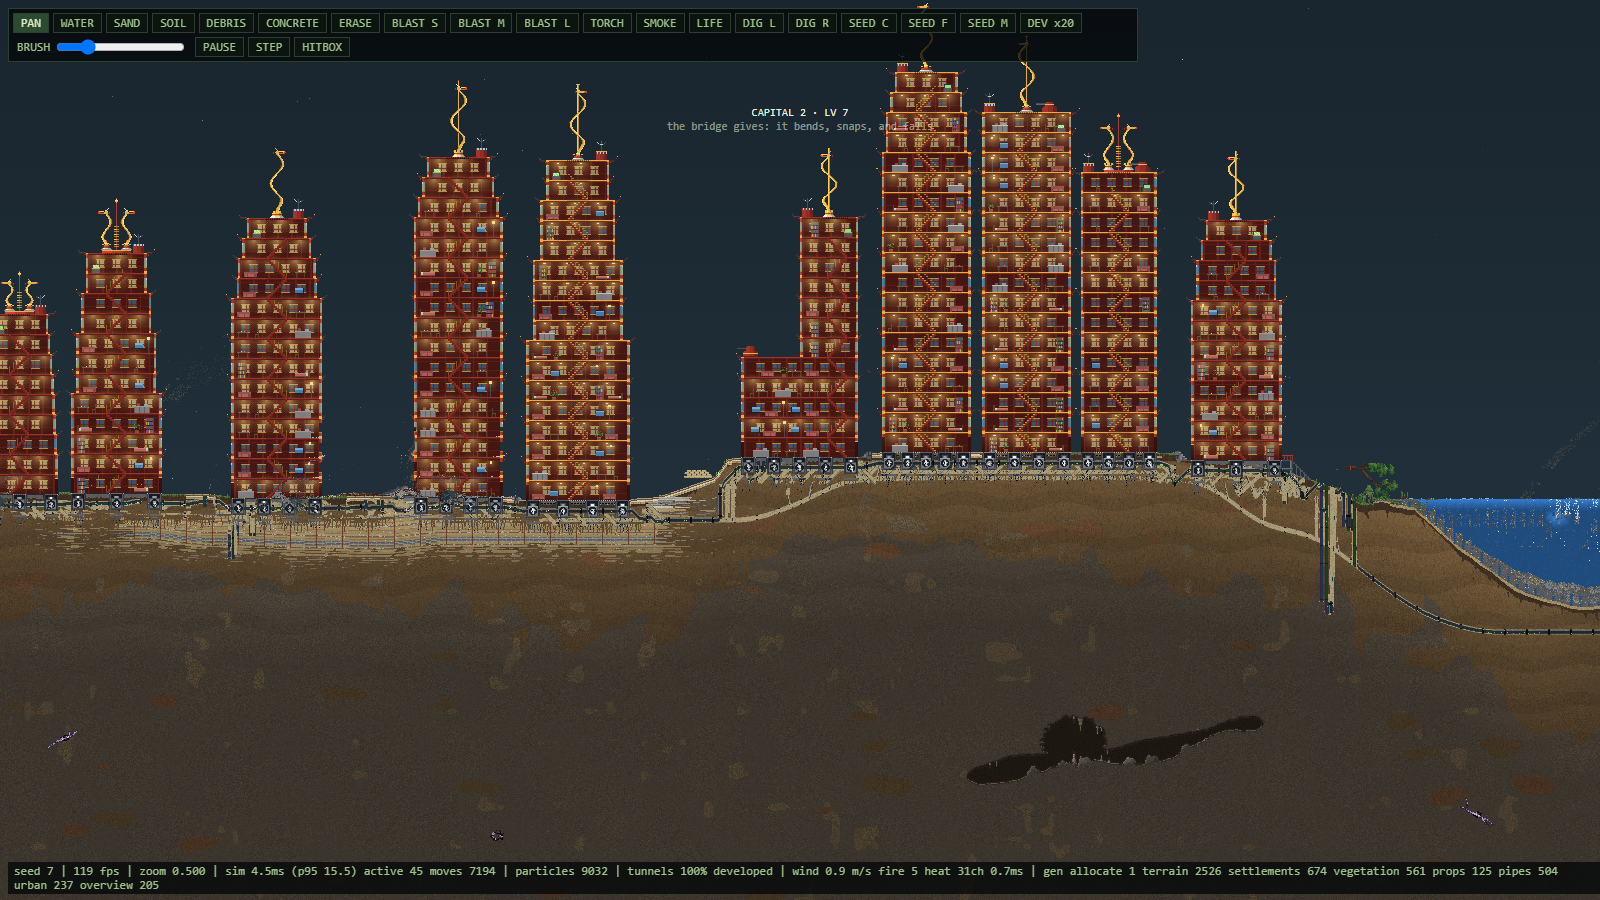 PAN WATER SAND SOIL DEBRIS CONCRETE ERASE BLAST S BLAST M BLAST L TORCH SMOKE LIFE DIG L DIG R SEED C SEED F SEED M DEV x20
BRUSH PAUSE STEP HITBOX
CAPITAL 2 · LV 7
the bridge gives: it bends, snaps, and falls
seed 7 | 119 fps | zoom 0.500 | sim 4.5ms (p95 15.5) active 45 moves 7194 | particles 9032 | tunnels 100% developed | wind 0.9 m/s fire 5 heat 31ch 0.7ms | gen allocate 1 terrain 2526 settlements 674 vegetation 561 props 125 pipes 504
urban 237 overview 205